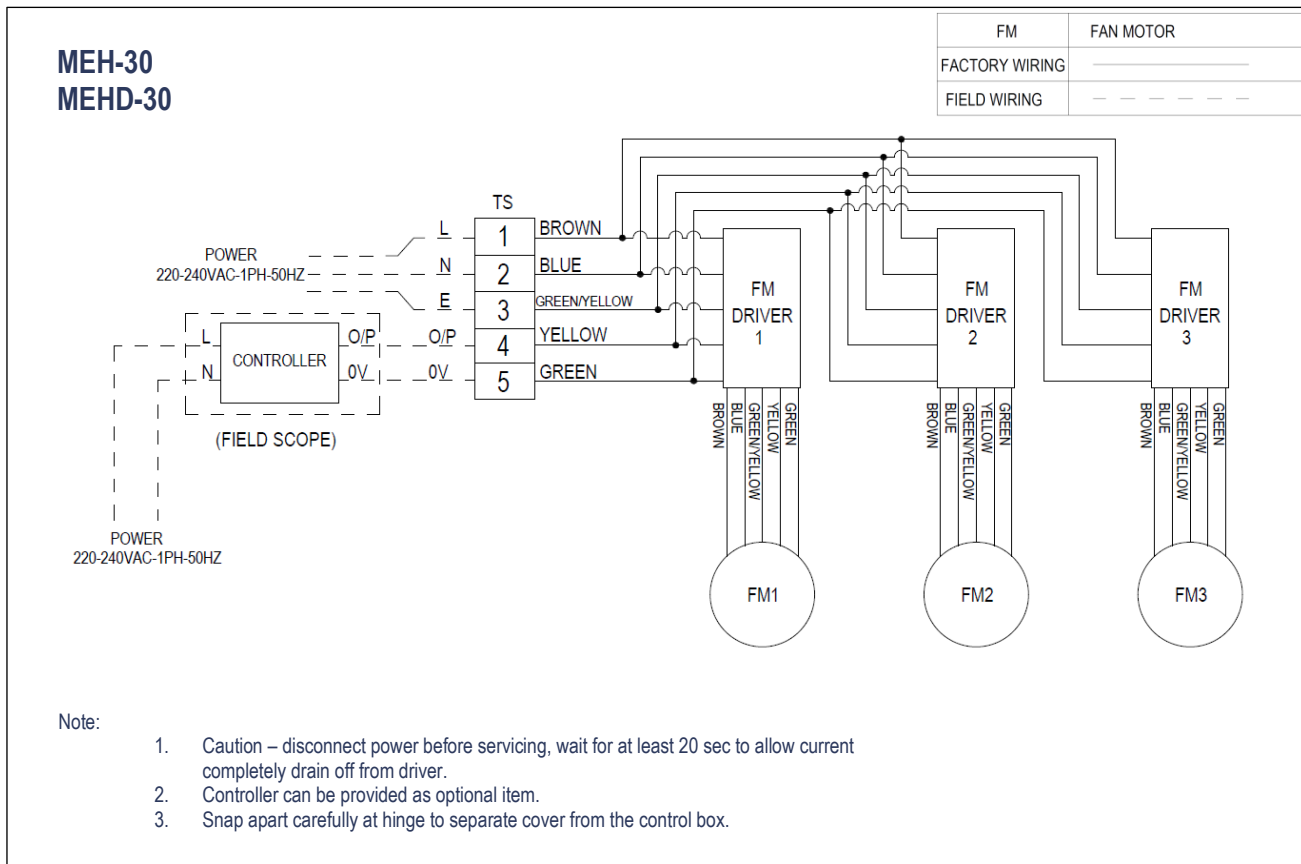 MEH-30
MEHD-30
FM FAN MOTOR
FACTORY WIRING
FIELD WIRING
TS
L 1 BROWN
N 2 BLUE
E 3 GREEN/YELLOW
O/P 4 YELLOW
0V 5 GREEN
POWER
220-240VAC-1PH-50HZ
L CONTROLLER O/P
N 0V
(FIELD SCOPE)
POWER
220-240VAC-1PH-50HZ
FM
DRIVER
1
FM
DRIVER
2
FM
DRIVER
3
BROWN
BLUE
GREEN/YELLOW
YELLOW
GREEN
BROWN
BLUE
GREEN/YELLOW
YELLOW
GREEN
BROWN
BLUE
GREEN/YELLOW
YELLOW
GREEN
FM1
FM2
FM3
Note:
1. Caution – disconnect power before servicing, wait for at least 20 sec to allow current
completely drain off from driver.
2. Controller can be provided as optional item.
3. Snap apart carefully at hinge to separate cover from the control box.